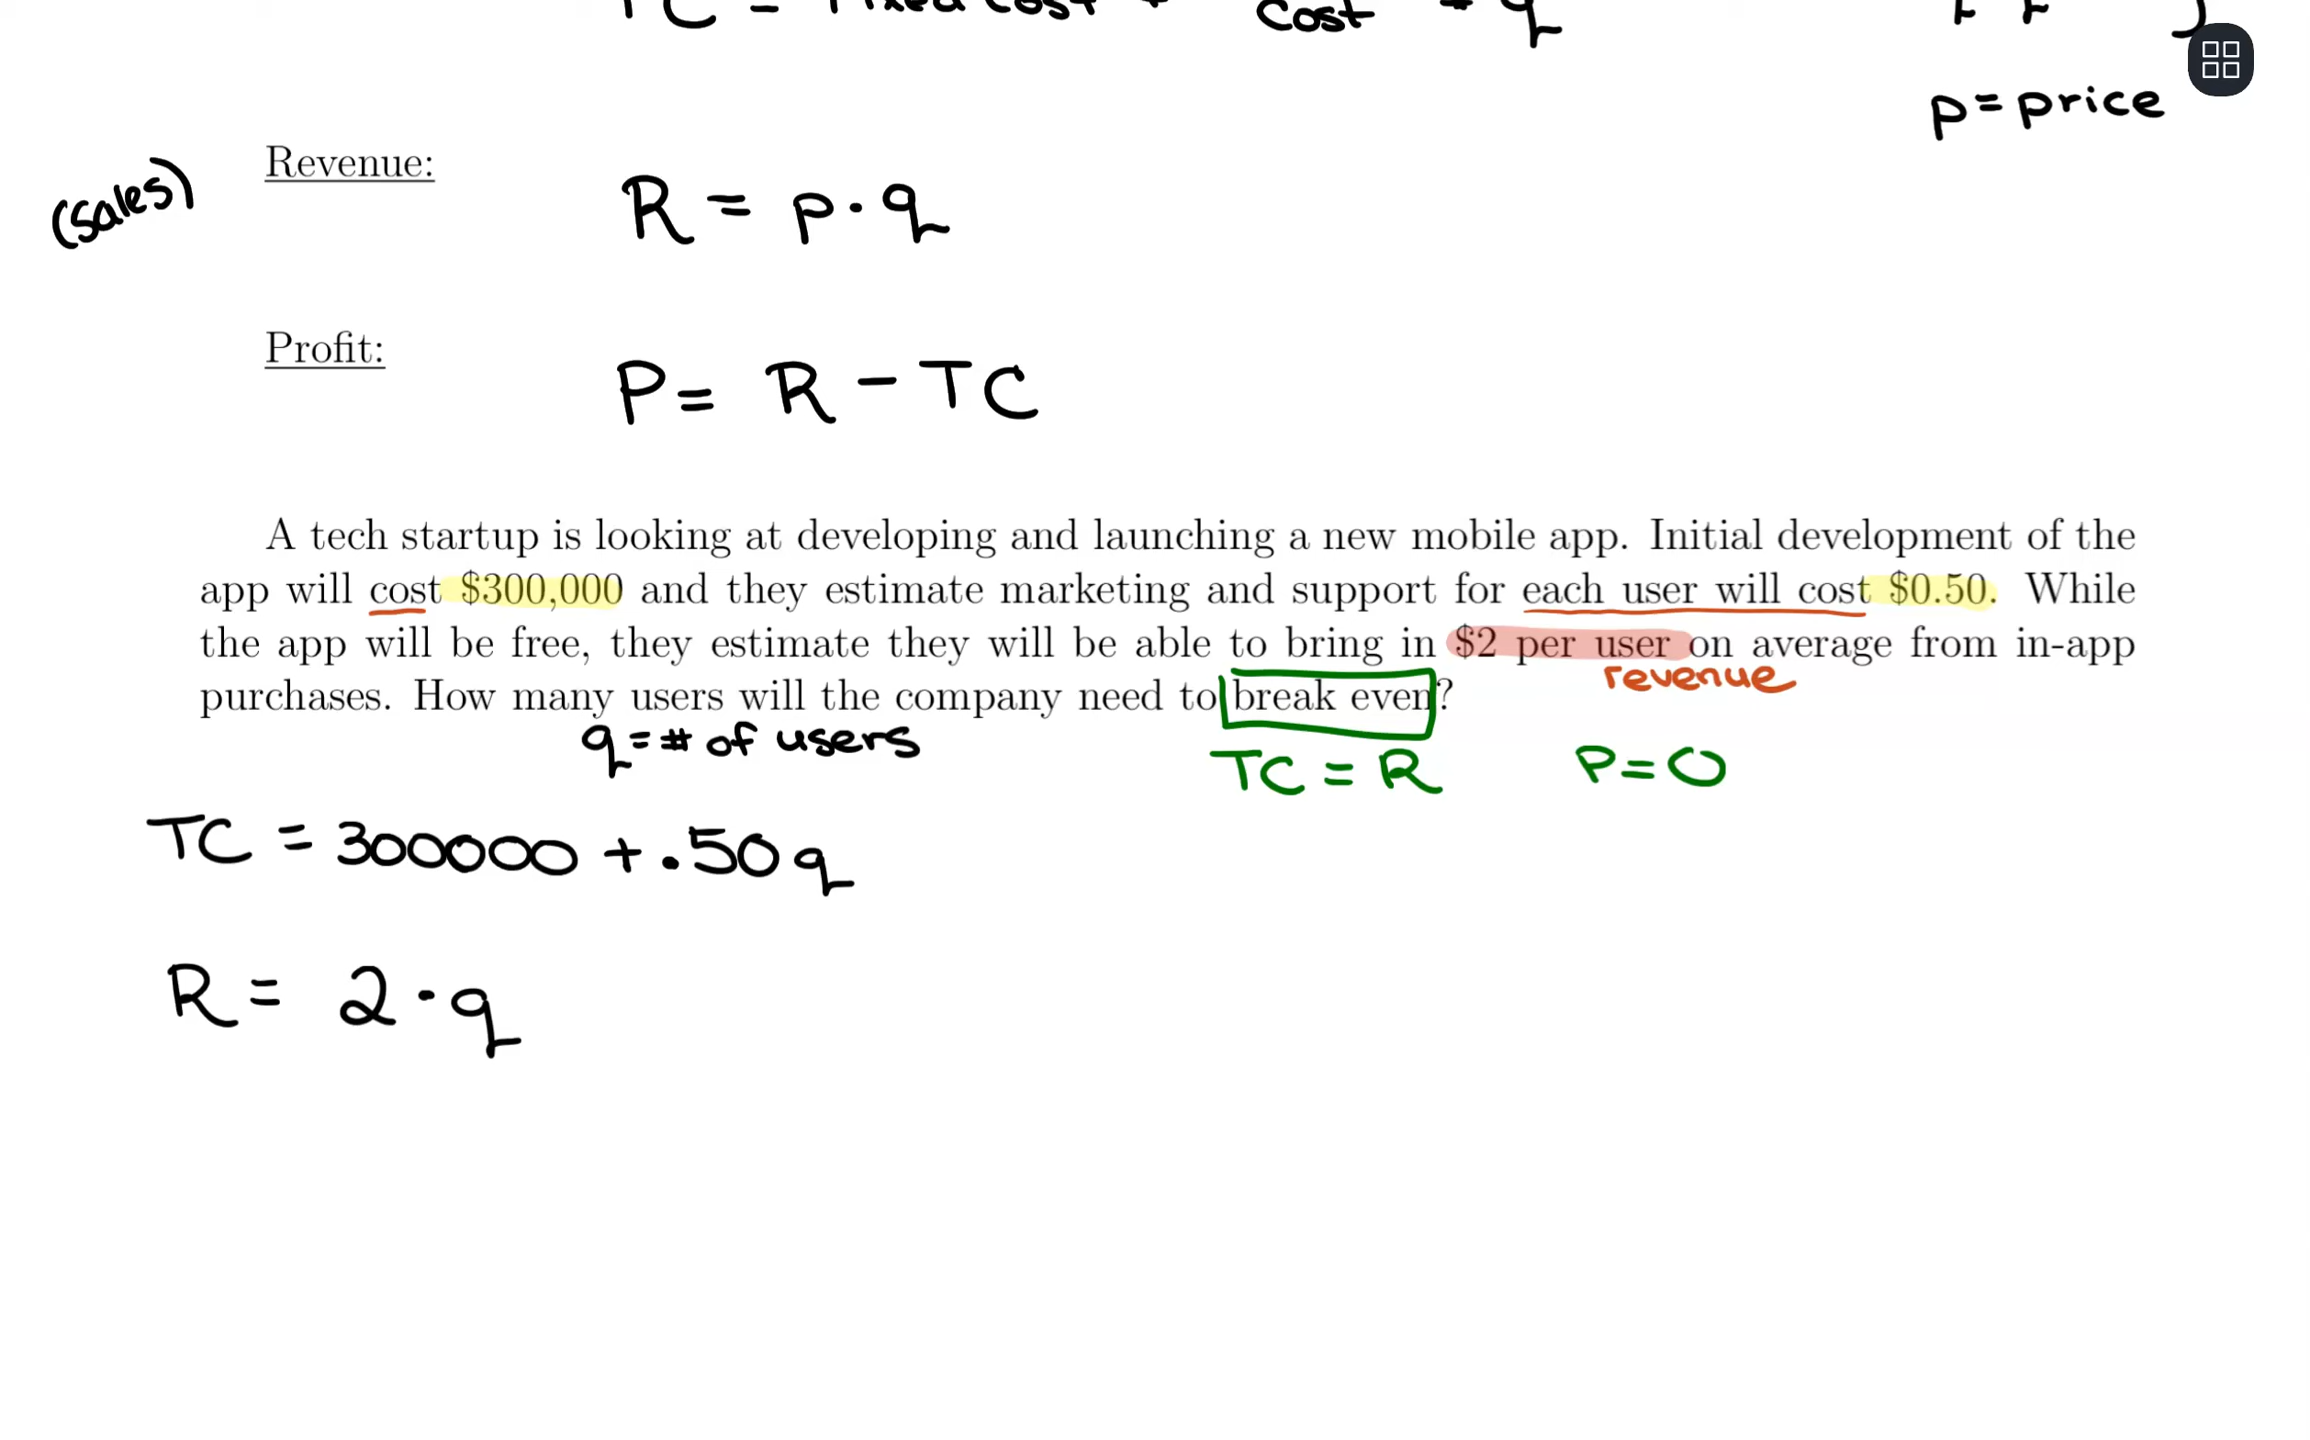 TC = Fixed Cost + Cost * q
p = price
(sales)
Revenue:
R = p · q
Profit:
P = R - TC
A tech startup is looking at developing and launching a new mobile app. Initial development of the
app will cost $300,000 and they estimate marketing and support for each user will cost $0.50. While
the app will be free, they estimate they will be able to bring in $2 per user on average from in-app
revenue
purchases. How many users will the company need to break even?
q = # of users
TC = R
P = 0
TC = 300000 + .50q
R = 2 · q